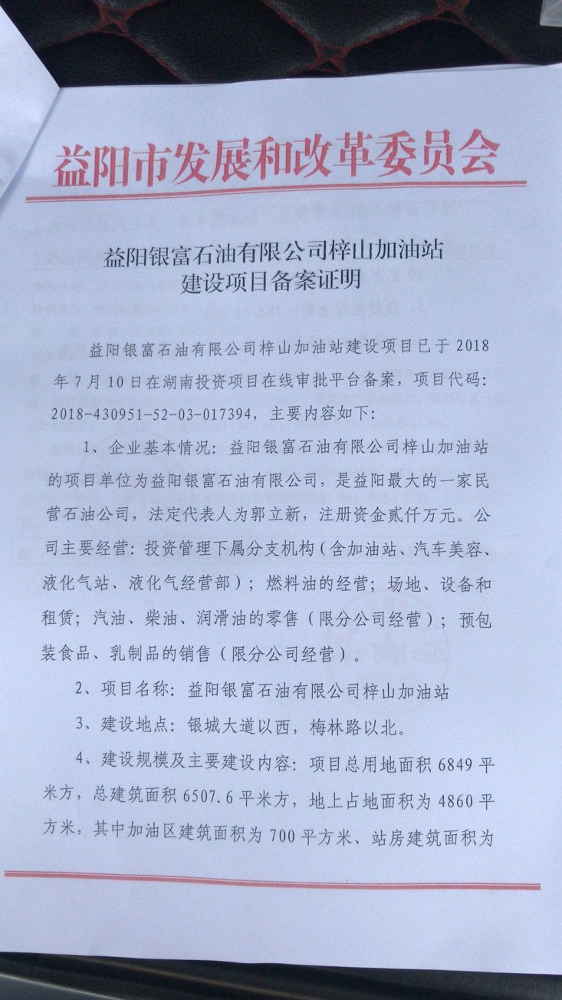 益阳市发展和改革委员会
益阳银富石油有限公司梓山加油站
建设项目备案证明
益阳银富石油有限公司梓山加油站建设项目已于 2018
年 7 月 10 日在湖南投资项目在线审批平台备案，项目代码：
2018-430951-52-03-017394，主要内容如下：
1、企业基本情况：益阳银富石油有限公司梓山加油站
的项目单位为益阳银富石油有限公司，是益阳最大的一家民
营石油公司，法定代表人为郭立新，注册资金贰仟万元。公
司主要经营：投资管理下属分支机构（含加油站、汽车美容、
液化气站、液化气经营部）；燃料油的经营；场地、设备和
租赁；汽油、柴油、润滑油的零售（限分公司经营）；预包
装食品、乳制品的销售（限分公司经营）。
2、项目名称：益阳银富石油有限公司梓山加油站
3、建设地点：银城大道以西，梅林路以北。
4、建设规模及主要建设内容：项目总用地面积 6849 平
米方，总建筑面积 6507.6 平米方，地上占地面积为 4860 平
方米，其中加油区建筑面积为 700 平方米、站房建筑面积为